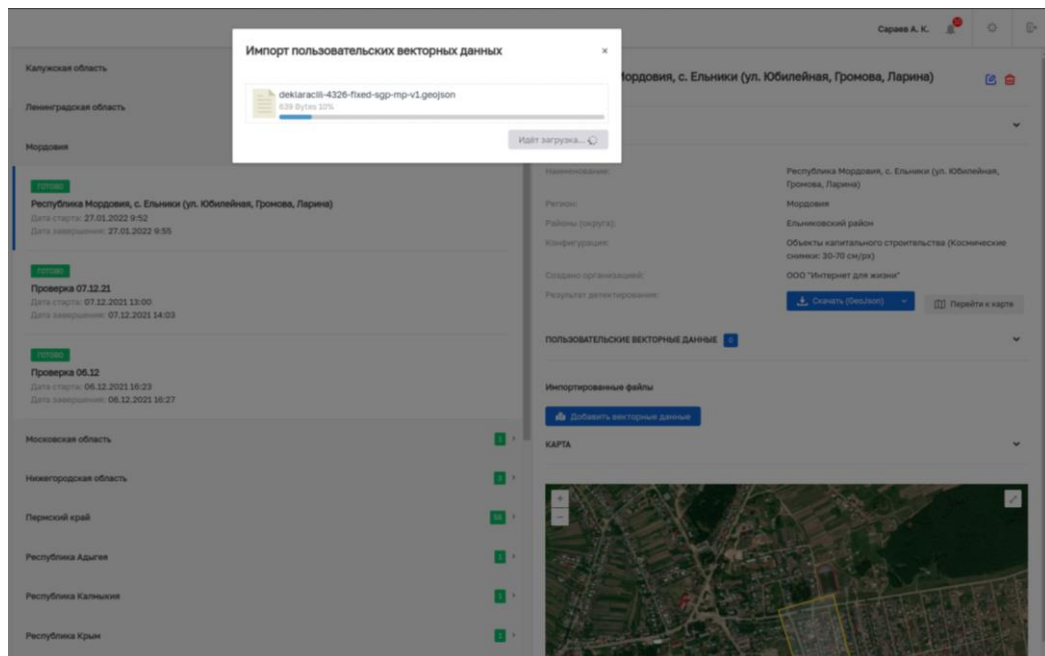 Сараев А. К.
Импорт пользовательских векторных данных
×
deklaracili-4326-fixed-sgp-mp-v1.geojson
639 Bytes 10%
Идёт загрузка...
Калужская область
Ленинградская область
Мордовия
ГОТОВО
Республика Мордовия, с. Ельники (ул. Юбилейная, Громова, Ларина)
Дата старта: 27.01.2022 9:52
Дата завершения: 27.01.2022 9:55
ГОТОВО
Проверка 07.12.21
Дата старта: 07.12.2021 13:00
Дата завершения: 07.12.2021 14:03
ГОТОВО
Проверка 06.12
Дата старта: 06.12.2021 16:23
Дата завершения: 06.12.2021 16:27
Московская область
Нижегородская область
Пермский край
Республика Адыгея
Республика Калмыкия
Республика Крым
Мордовия, с. Ельники (ул. Юбилейная, Громова, Ларина)
Наименование: Республика Мордовия, с. Ельники (ул. Юбилейная,
Громова, Ларина)
Регион: Мордовия
Районы (округа): Ельниковский район
Конфигурация: Объекты капитального строительства (Космические
снимки: 30-70 см/px)
Создано организацией: ООО "Интернет для жизни"
Результат детектирования: Скачать (GeoJson) Перейти к карте
ПОЛЬЗОВАТЕЛЬСКИЕ ВЕКТОРНЫЕ ДАННЫЕ
Импортированные файлы
Добавить векторные данные
КАРТА
+
−